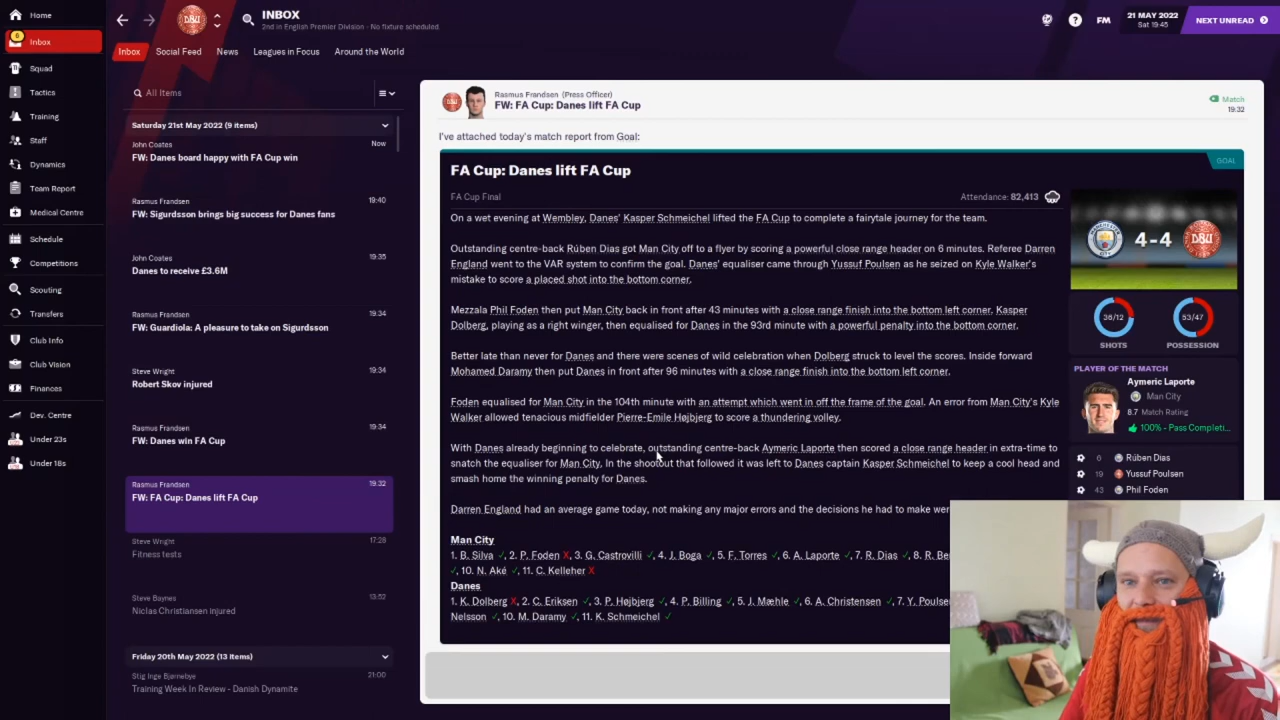 Home
Inbox
6
Squad
Tactics
Training
Staff
Dynamics
Team Report
Medical Centre
Schedule
Competitions
Scouting
Transfers
Club Info
Club Vision
Finances
Dev. Centre
Under 23s
Under 18s
DBU
INBOX
2nd in English Premier Division - No fixture scheduled.
FM
21 MAY 2022
Sat 19:45
NEXT UNREAD
Inbox Social Feed News Leagues in Focus Around the World
All Items
Saturday 21st May 2022 (9 items)
John Coates Now
FW: Danes board happy with FA Cup win
Rasmus Frandsen 19:40
FW: Sigurdsson brings big success for Danes fans
John Coates 19:35
Danes to receive £3.6M
Rasmus Frandsen 19:34
FW: Guardiola: A pleasure to take on Sigurdsson
Steve Wright 19:34
Robert Skov injured
Rasmus Frandsen 19:34
FW: Danes win FA Cup
Rasmus Frandsen 19:32
FW: FA Cup: Danes lift FA Cup
Steve Wright 17:28
Fitness tests
Steve Baynes 13:52
Niclas Christiansen injured
Friday 20th May 2022 (13 items)
Stig Inge Bjørnebye 21:00
Training Week In Review - Danish Dynamite
Rasmus Frandsen (Press Officer)
FW: FA Cup: Danes lift FA Cup
Match
19:32
I've attached today's match report from Goal:
GOAL
FA Cup: Danes lift FA Cup
FA Cup Final Attendance: 82,413
On a wet evening at Wembley, Danes' Kasper Schmeichel lifted the FA Cup to complete a fairytale journey for the team.
Outstanding centre-back Rúben Dias got Man City off to a flyer by scoring a powerful close range header on 6 minutes. Referee Darren
England went to the VAR system to confirm the goal. Danes' equaliser came through Yussuf Poulsen as he seized on Kyle Walker's
mistake to score a placed shot into the bottom corner.
Mezzala Phil Foden then put Man City back in front after 43 minutes with a close range finish into the bottom left corner. Kasper
Dolberg, playing as a right winger, then equalised for Danes in the 93rd minute with a powerful penalty into the bottom corner.
Better late than never for Danes and there were scenes of wild celebration when Dolberg struck to level the scores. Inside forward
Mohamed Daramy then put Danes in front after 96 minutes with a close range finish into the bottom left corner.
Foden equalised for Man City in the 104th minute with an attempt which went in off the frame of the goal. An error from Man City's Kyle
Walker allowed tenacious midfielder Pierre-Emile Højbjerg to score a thundering volley.
With Danes already beginning to celebrate, outstanding centre-back Aymeric Laporte then scored a close range header in extra-time to
snatch the equaliser for Man City. In the shootout that followed it was left to Danes captain Kasper Schmeichel to keep a cool head and
smash home the winning penalty for Danes.
Darren England had an average game today, not making any major errors and the decisions he had to make wer
Man City
1. B. Silva ✓, 2. P. Foden X, 3. G. Castrovilli ✓, 4. J. Boga ✓, 5. F. Torres ✓, 6. A. Laporte ✓, 7. R. Dias ✓, 8. R. Be
✓, 10. N. Aké ✓, 11. C. Kelleher X
Danes
1. K. Dolberg X, 2. C. Eriksen ✓, 3. P. Højbjerg ✓, 4. P. Billing ✓, 5. J. Mæhle ✓, 6. A. Christensen ✓, 7. Y. Poulse
Nelsson ✓, 10. M. Daramy ✓, 11. K. Schmeichel ✓
4-4
DBU
36/12 53/47
SHOTS POSSESSION
PLAYER OF THE MATCH
Aymeric Laporte
Man City
8.7 Match Rating
100% - Pass Completi...
6 Rúben Dias
19 Yussuf Poulsen
43 Phil Foden